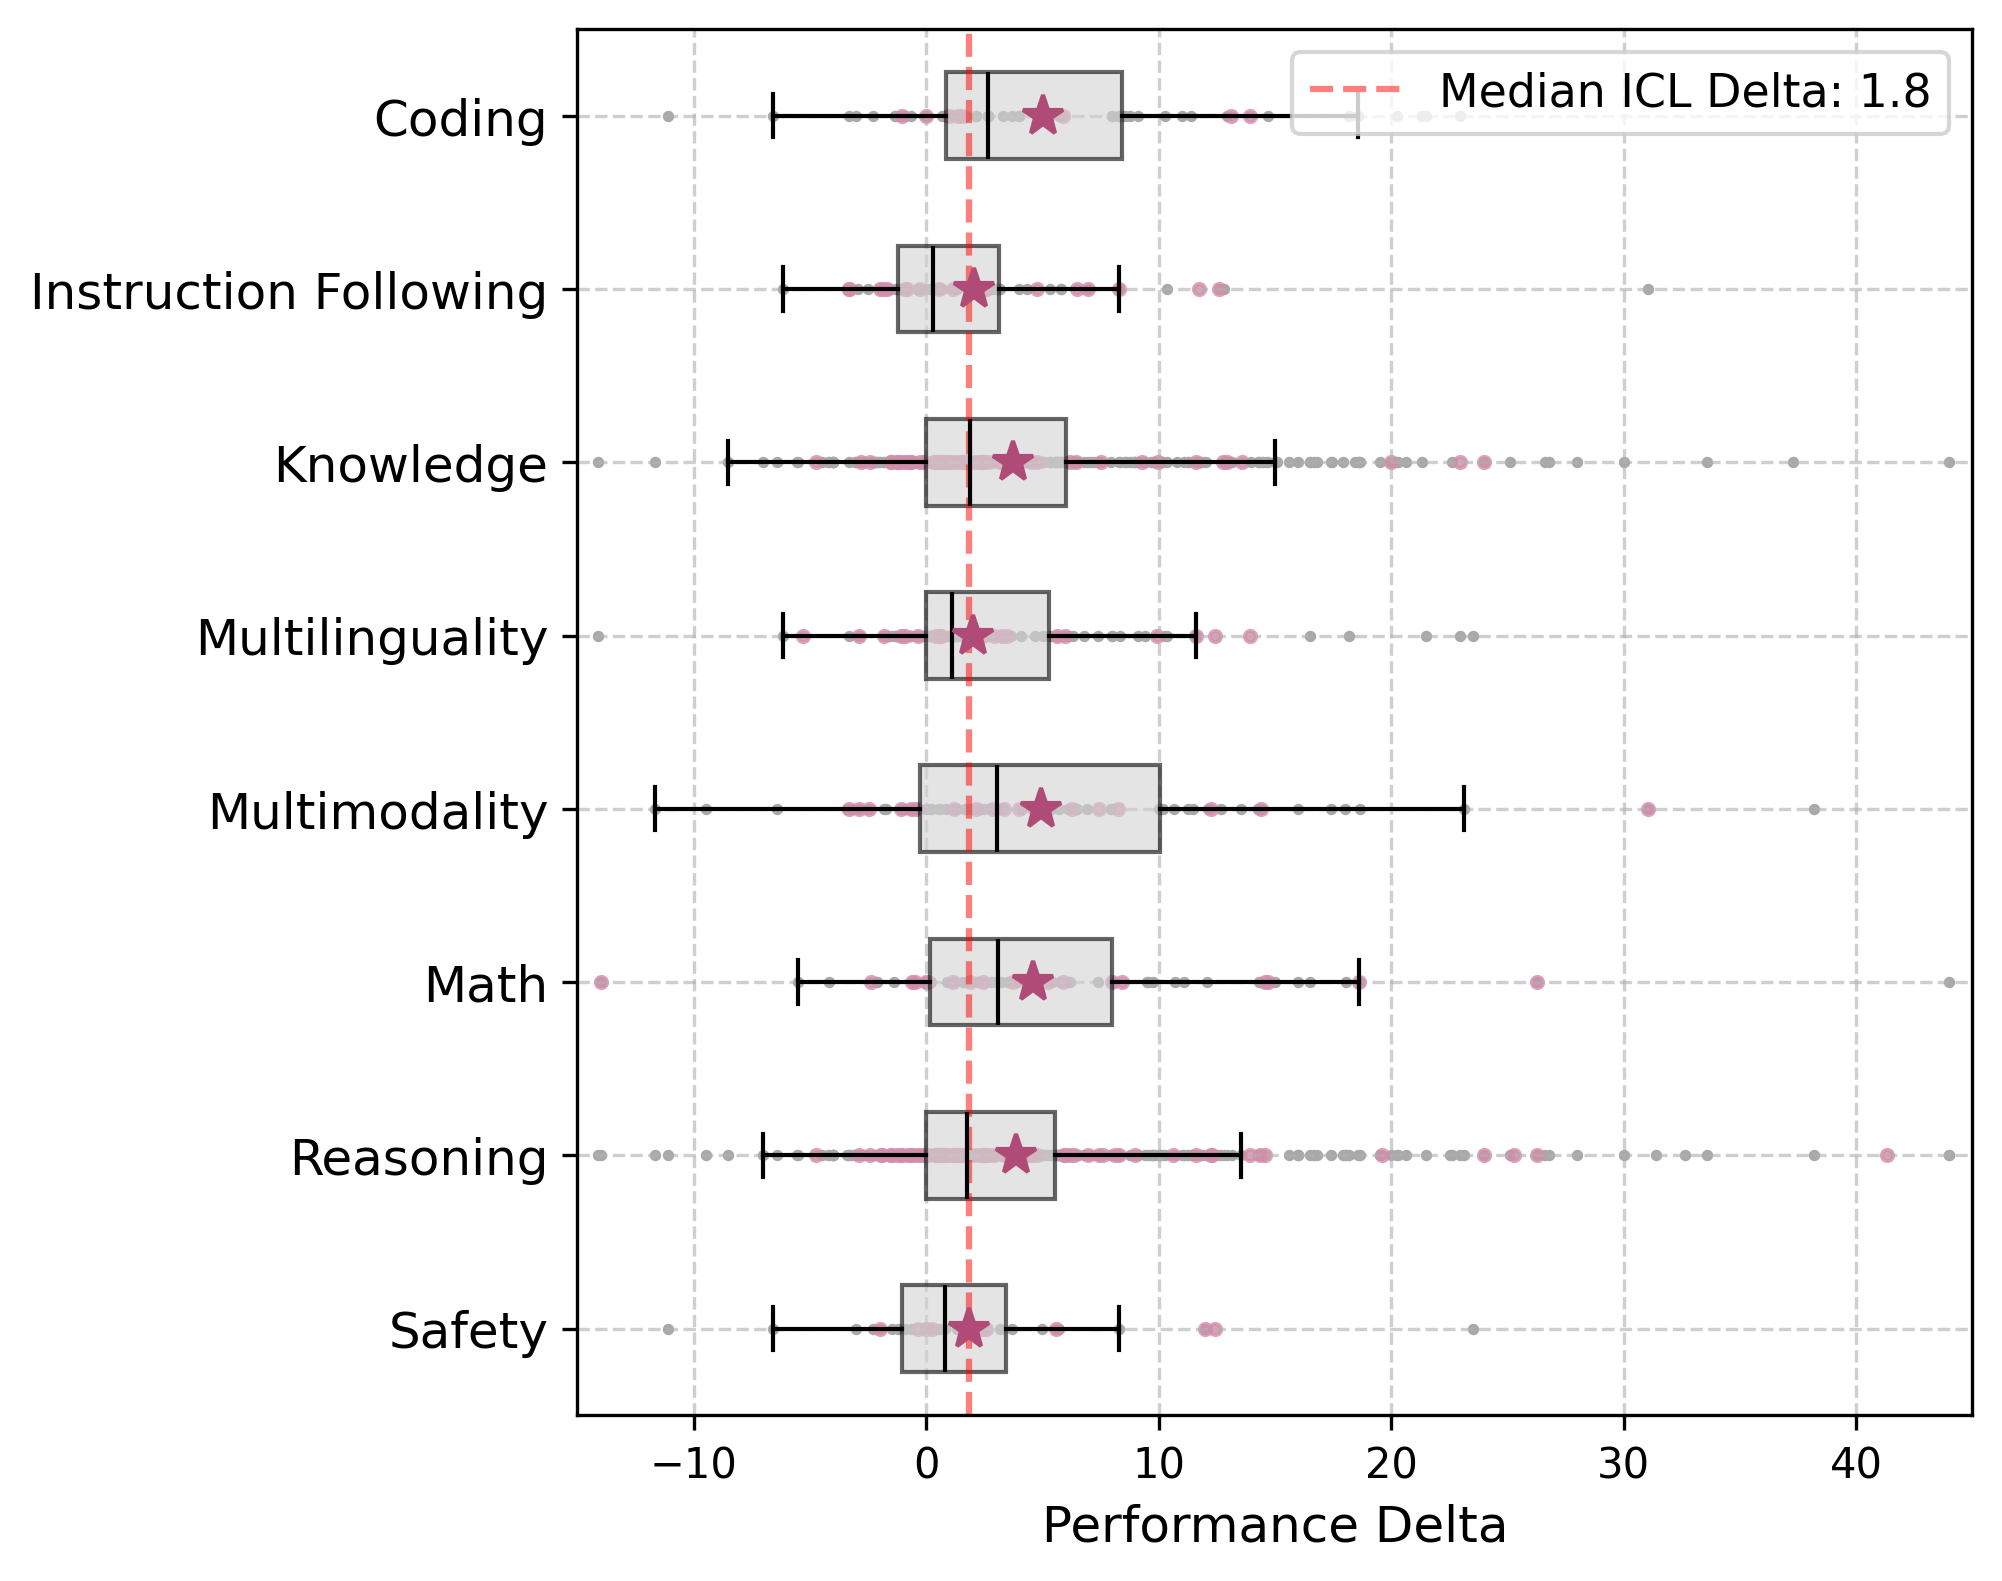 Median ICL Delta: 1.8
Coding
Instruction Following
Knowledge
Multilinguality
Multimodality
Math
Reasoning
Safety
−10 0 10 20 30 40
Performance Delta